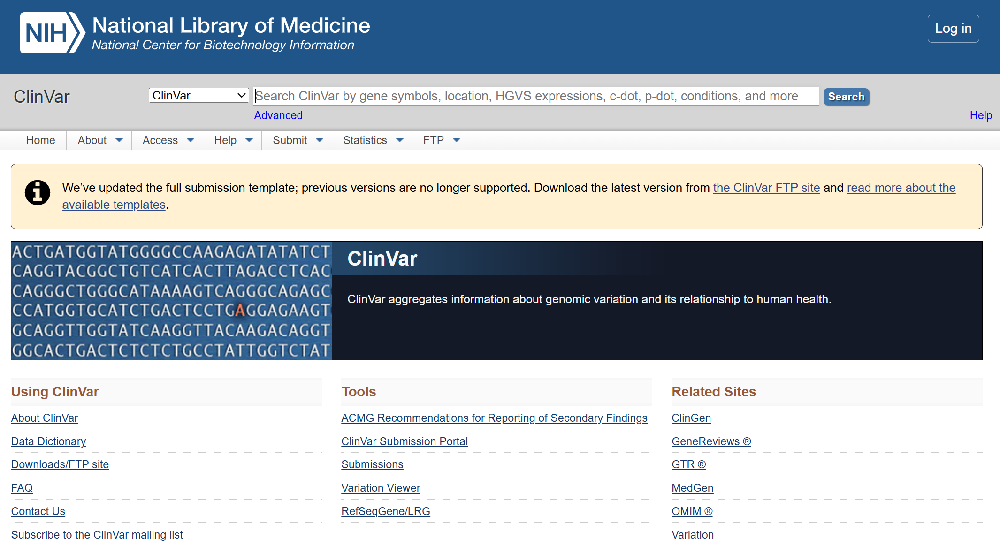 NIH National Library of Medicine
National Center for Biotechnology Information
Log in
ClinVar
ClinVar
Search ClinVar by gene symbols, location, HGVS expressions, c-dot, p-dot, conditions, and more
Search
Advanced
Help
Home About Access Help Submit Statistics FTP
We’ve updated the full submission template; previous versions are no longer supported. Download the latest version from the ClinVar FTP site and read more about the
available templates.
ACTGATGGTATGGGGCCAAGAGATATATCT
CAGGTACGGCTGTCATCACTTAGACCTCAC
CAGGGCTGGGCATAAAAGTCAGGGCAGAGC
CCATGGTGCATCTGACTCCTGAGGAGAAGT
GCAGGTTGGTATCAAGGTTACAAGACAGGT
GGCACTGACTCTCTCTGCCTATTGGTCTAT
ClinVar
ClinVar aggregates information about genomic variation and its relationship to human health.
Using ClinVar
About ClinVar
Data Dictionary
Downloads/FTP site
FAQ
Contact Us
Subscribe to the ClinVar mailing list
Tools
ACMG Recommendations for Reporting of Secondary Findings
ClinVar Submission Portal
Submissions
Variation Viewer
RefSeqGene/LRG
Related Sites
ClinGen
GeneReviews ®
GTR ®
MedGen
OMIM ®
Variation